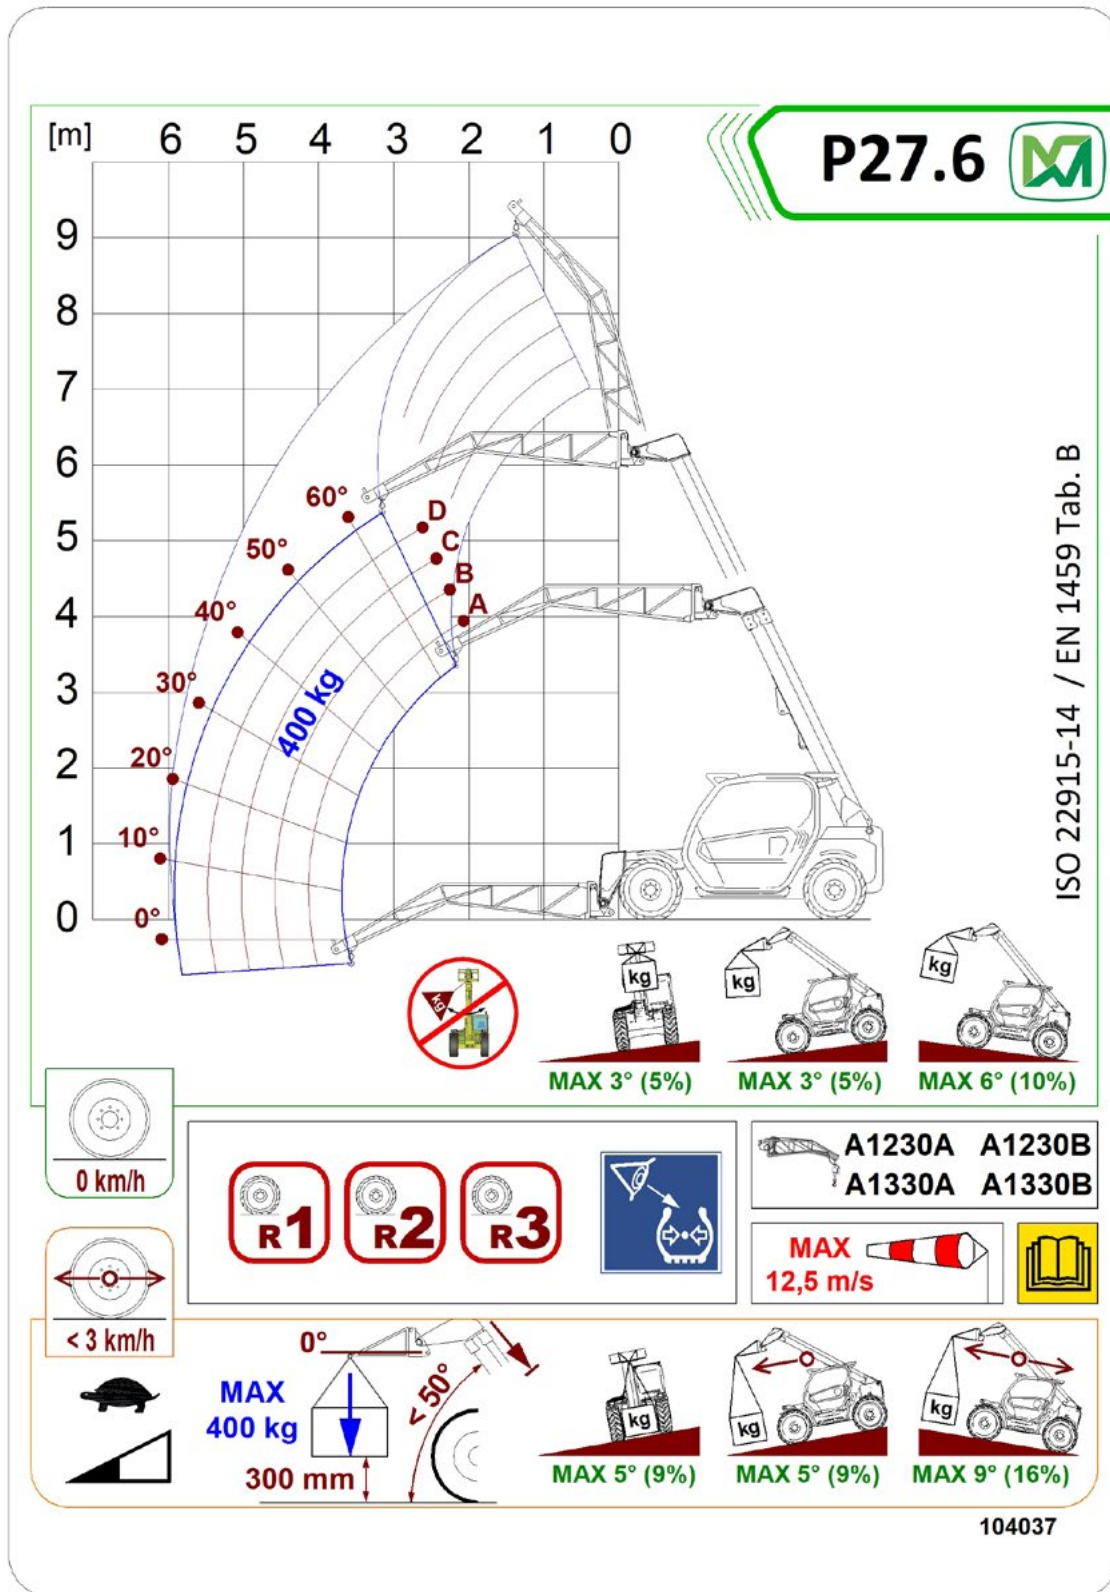 [m] 6 5 4 3 2 1 0
P27.6
9
8
7
6
5
4
3
2
1
0
60°
50°
40°
30°
20°
10°
0°
D
C
B
A
400 kg
ISO 22915-14 / EN 1459 Tab. B
kg
kg
kg
kg
MAX 3° (5%)
MAX 3° (5%)
MAX 6° (10%)
0 km/h
R1
R2
R3
A1230A A1230B
A1330A A1330B
MAX
12,5 m/s
< 3 km/h
0°
MAX
400 kg
< 50°
300 mm
kg
kg
kg
MAX 5° (9%)
MAX 5° (9%)
MAX 9° (16%)
104037